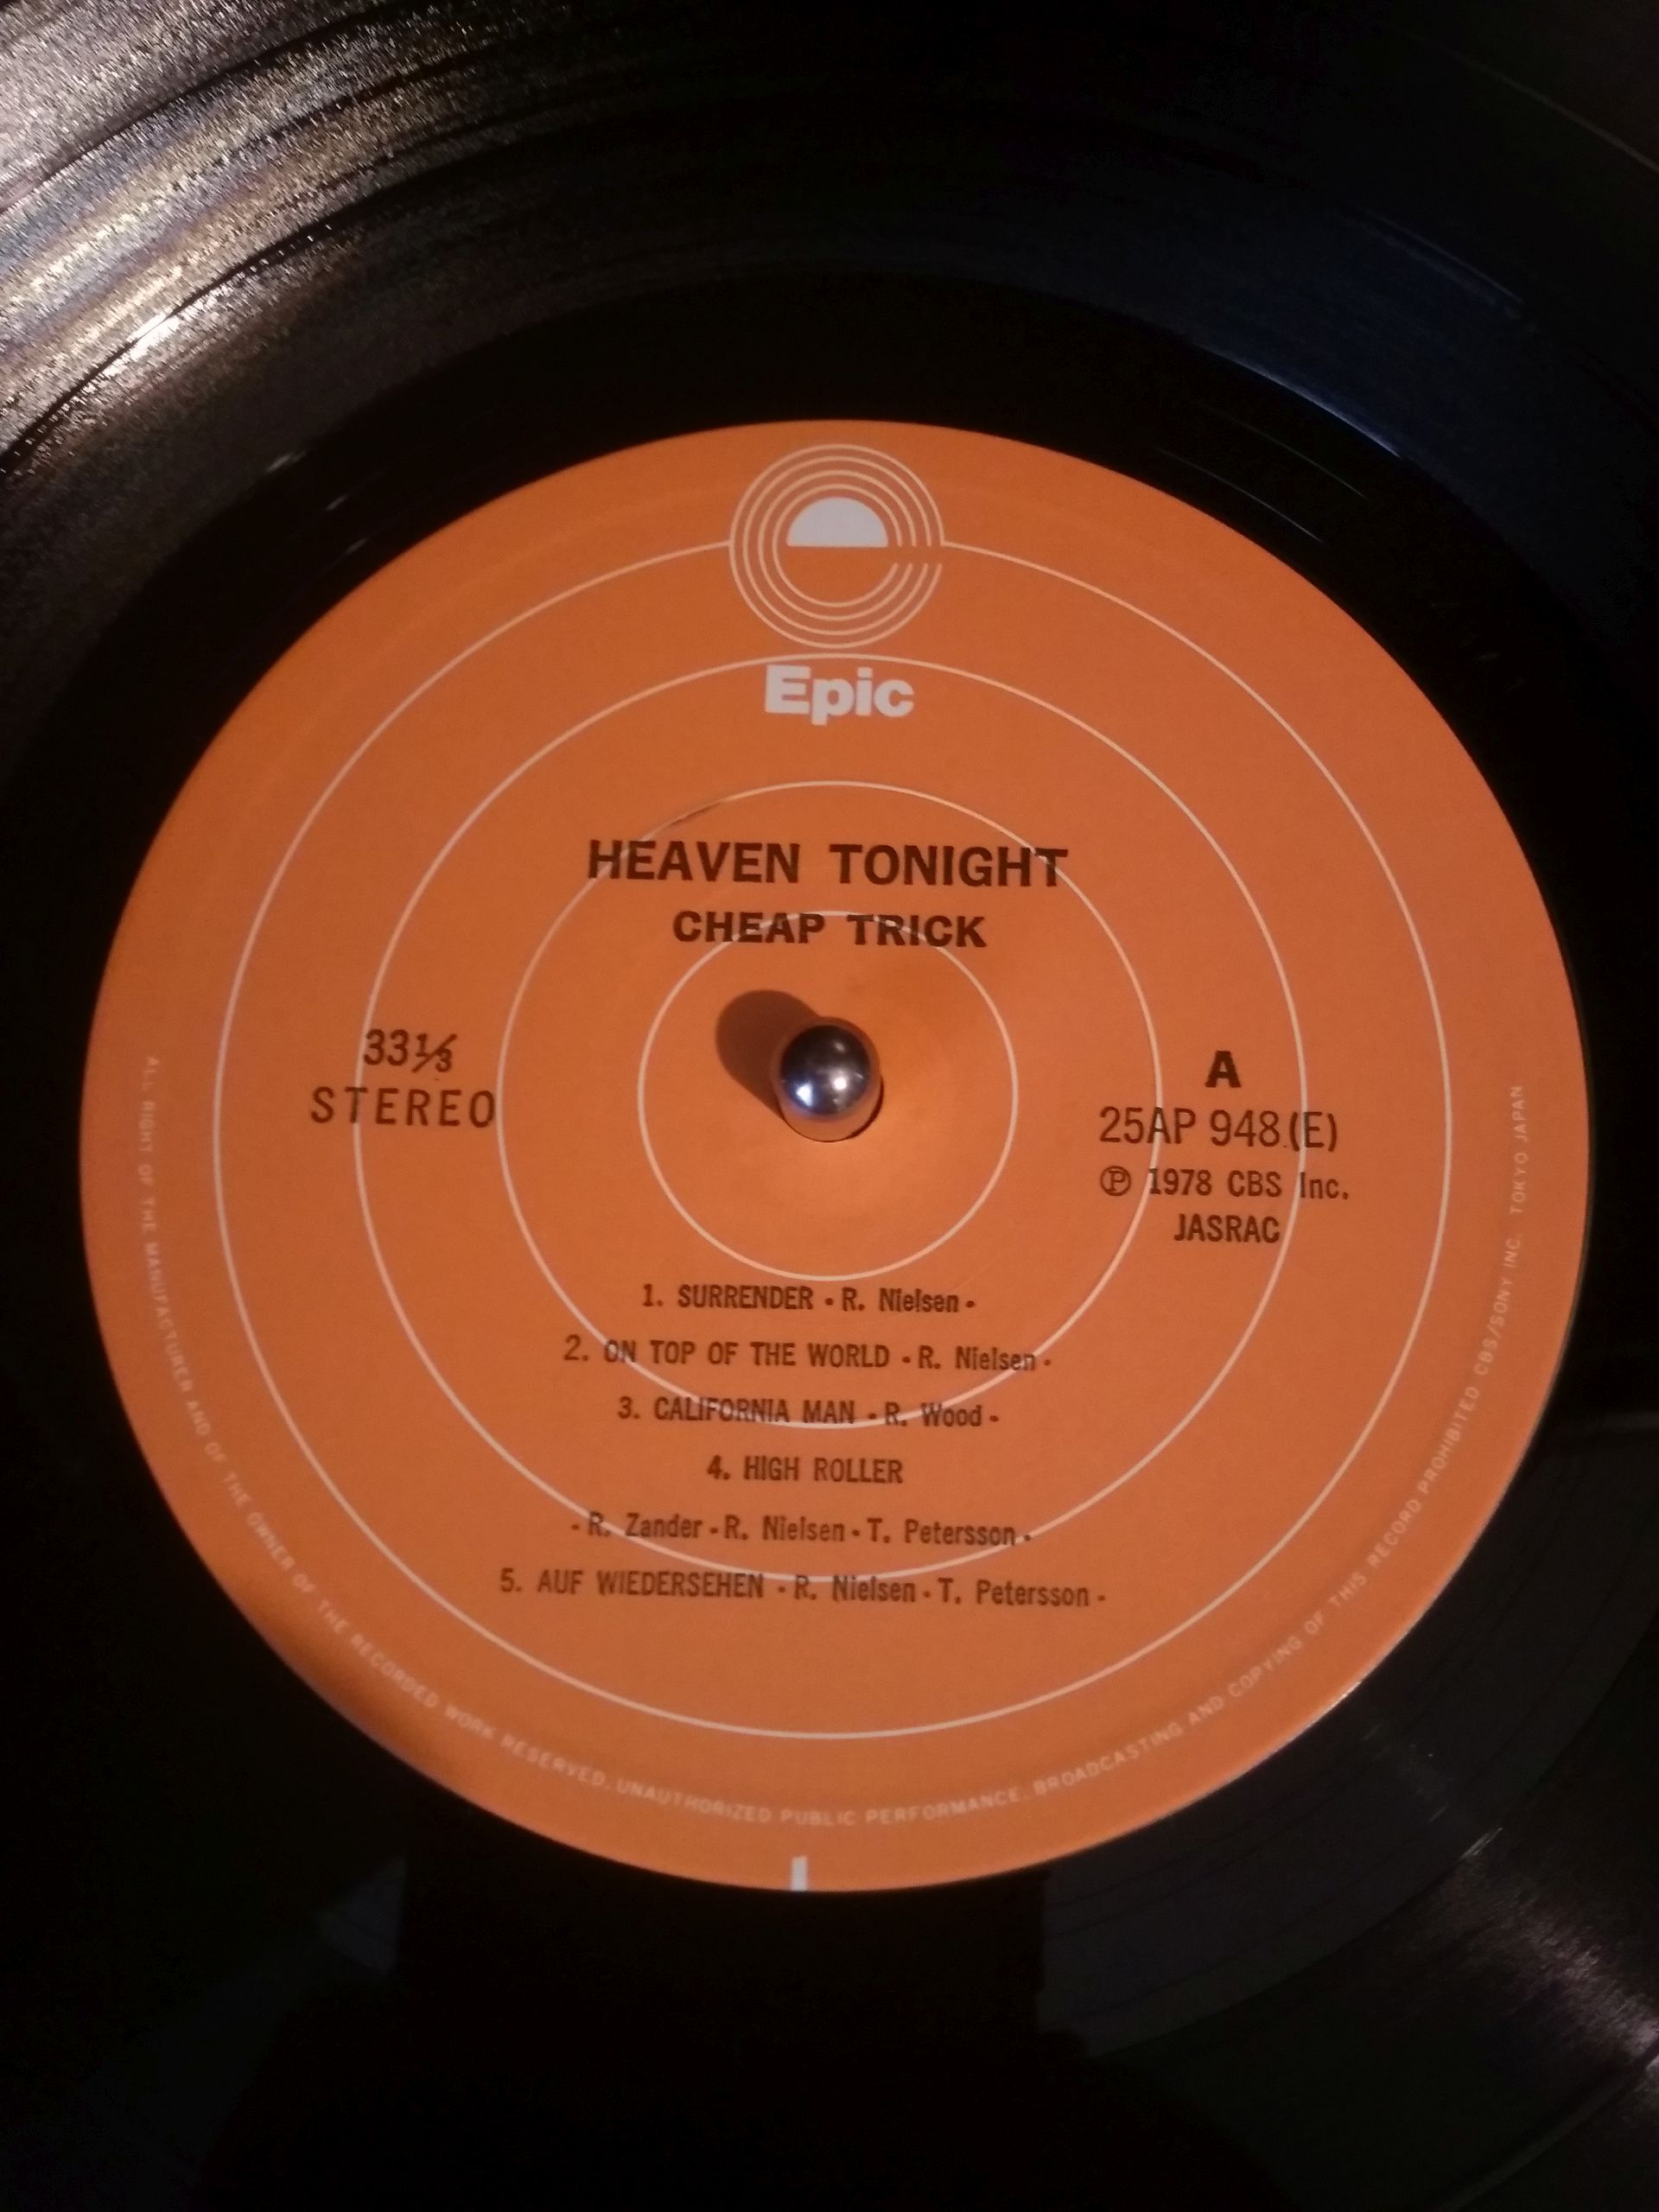 Epic
HEAVEN TONIGHT
CHEAP TRICK
33⅓
STEREO
A
25AP 948 (E)
Ⓟ 1978 CBS Inc.
JASRAC
1. SURRENDER - R. Nielsen -
2. ON TOP OF THE WORLD - R. Nielsen -
3. CALIFORNIA MAN - R. Wood -
4. HIGH ROLLER
- R. Zander - R. Nielsen - T. Petersson -
5. AUF WIEDERSEHEN - R. Nielsen - T. Petersson -
ALL RIGHT OF THE MANUFACTURER AND OF THE OWNER OF THE RECORDED WORK RESERVED. UNAUTHORIZED PUBLIC PERFORMANCE. BROADCASTING AND COPYING OF THIS RECORD PROHIBITED CBS/SONY INC. TOKYO JAPAN